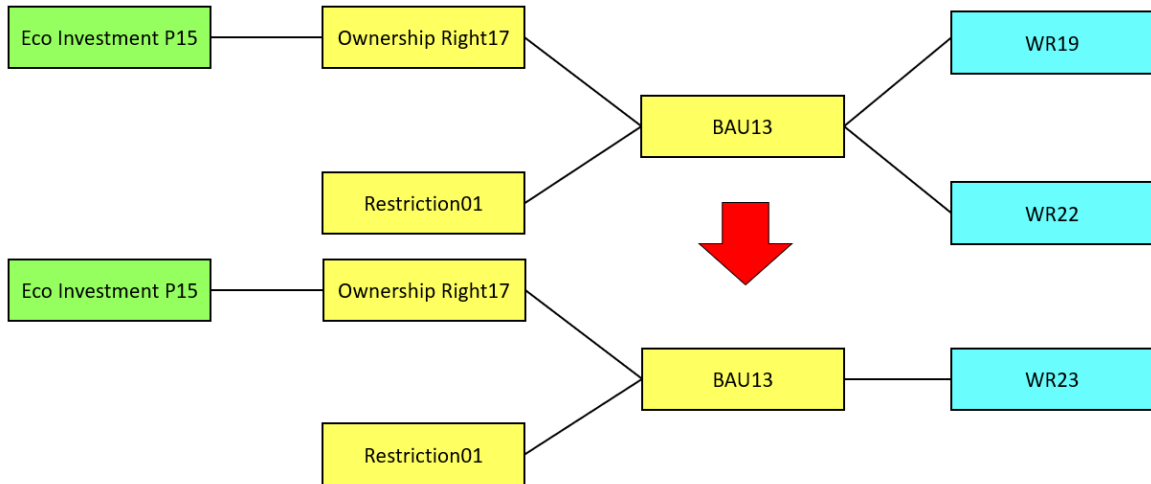 Eco Investment P15
Ownership Right17
WR19
BAU13
Restriction01
WR22
Eco Investment P15
Ownership Right17
BAU13
WR23
Restriction01